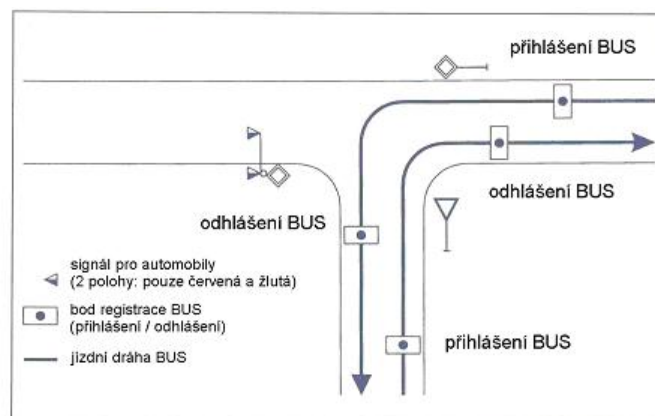 přihlášení BUS
odhlášení BUS
odhlášení BUS
signál pro automobily
(2 polohy: pouze červená a žlutá)
bod registrace BUS
(přihlášení / odhlášení)
přihlášení BUS
jízdní dráha BUS